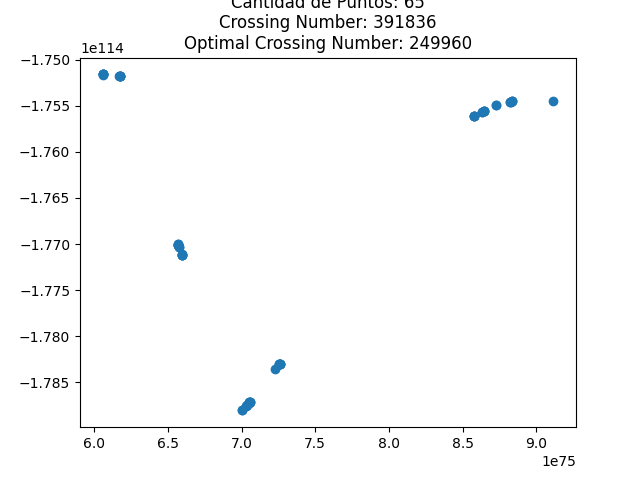 Cantidad de Puntos: 65
Crossing Number: 391836
Optimal Crossing Number: 249960
1e114
−1.750
−1.755
−1.760
−1.765
−1.770
−1.775
−1.780
−1.785
6.0 6.5 7.0 7.5 8.0 8.5 9.0
1e75